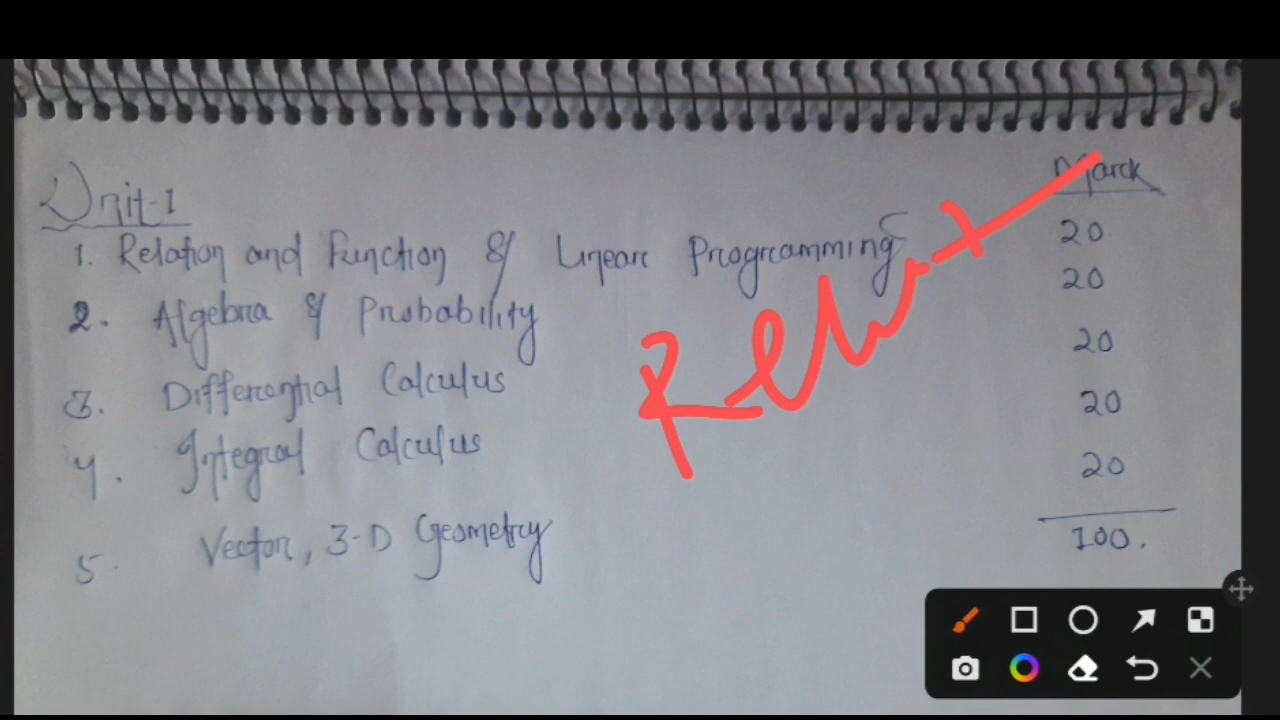 Unit-1
Mark
1. Relation and Function & Linear Programming 20
2. Algebra & Probability 20
3. Differential Calculus 20
4. Integral Calculus 20
5. Vector, 3-D Geometry 20
100.